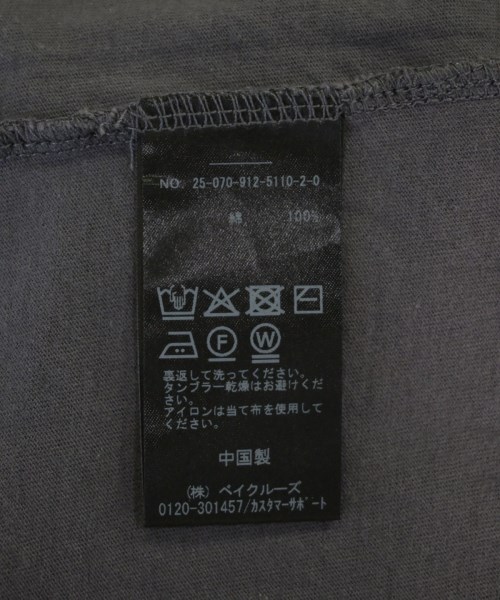 NO. 25-070-912-5110-2-0
綿 100%
F W
裏返して洗ってください。
タンブラー乾燥はお避けくだ
さい。
アイロンは当て布を使用して
ください。
中国製
(株) ベイクルーズ
0120-301457/カスタマーサポート